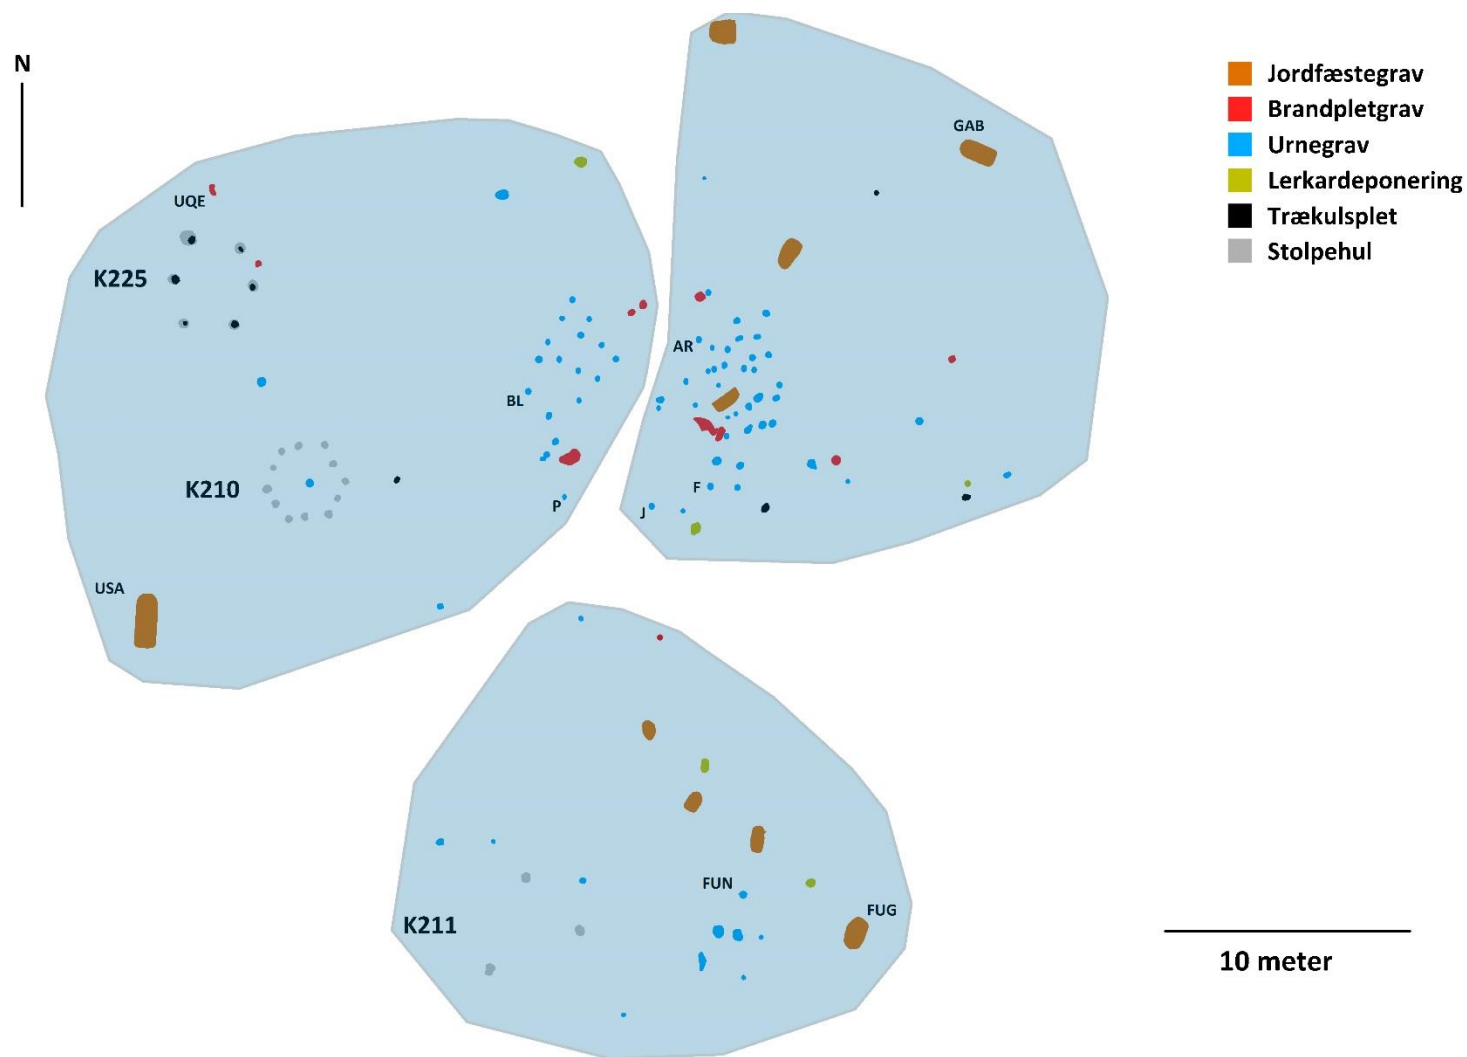 N
Jordfæstegrav
Brandpletgrav
Urnegrav
Lerkardeponering
Trækulsplet
Stolpehul
GAB
UQE
K225
AR
BL
K210
F
P
J
USA
FUN
FUG
K211
10 meter